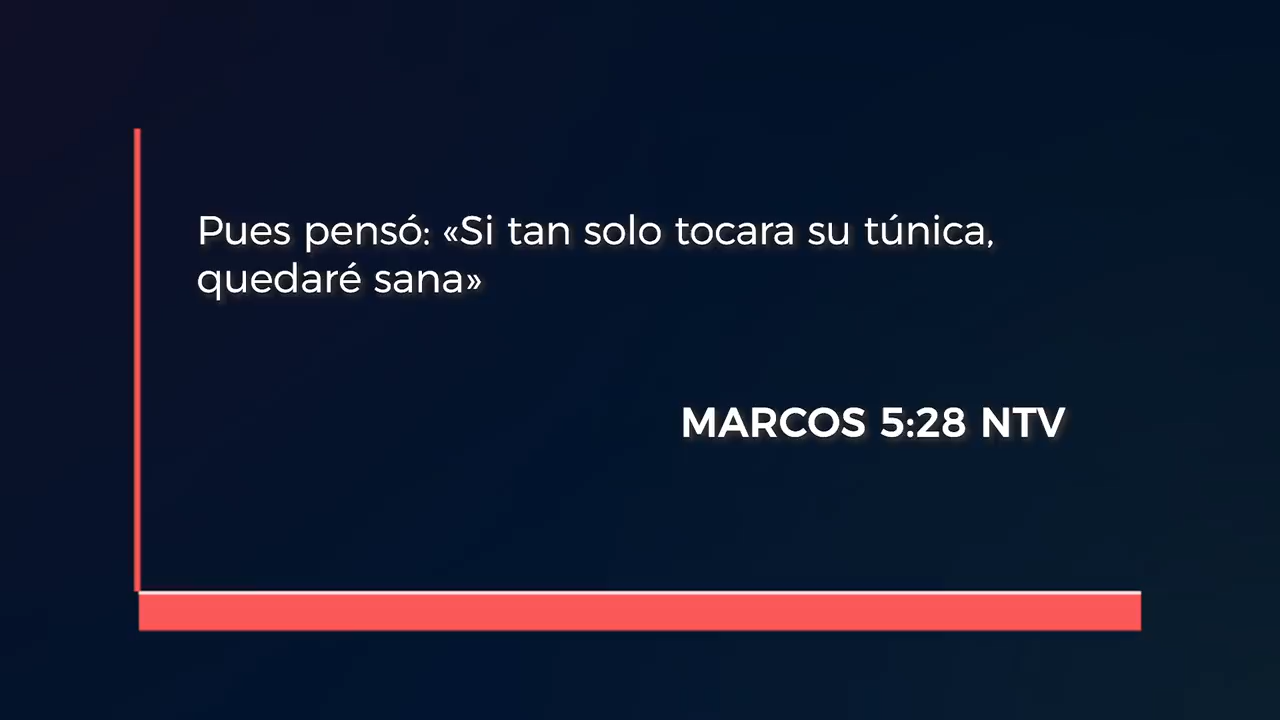 Pues pensó: «Si tan solo tocara su túnica,
quedaré sana»
MARCOS 5:28 NTV